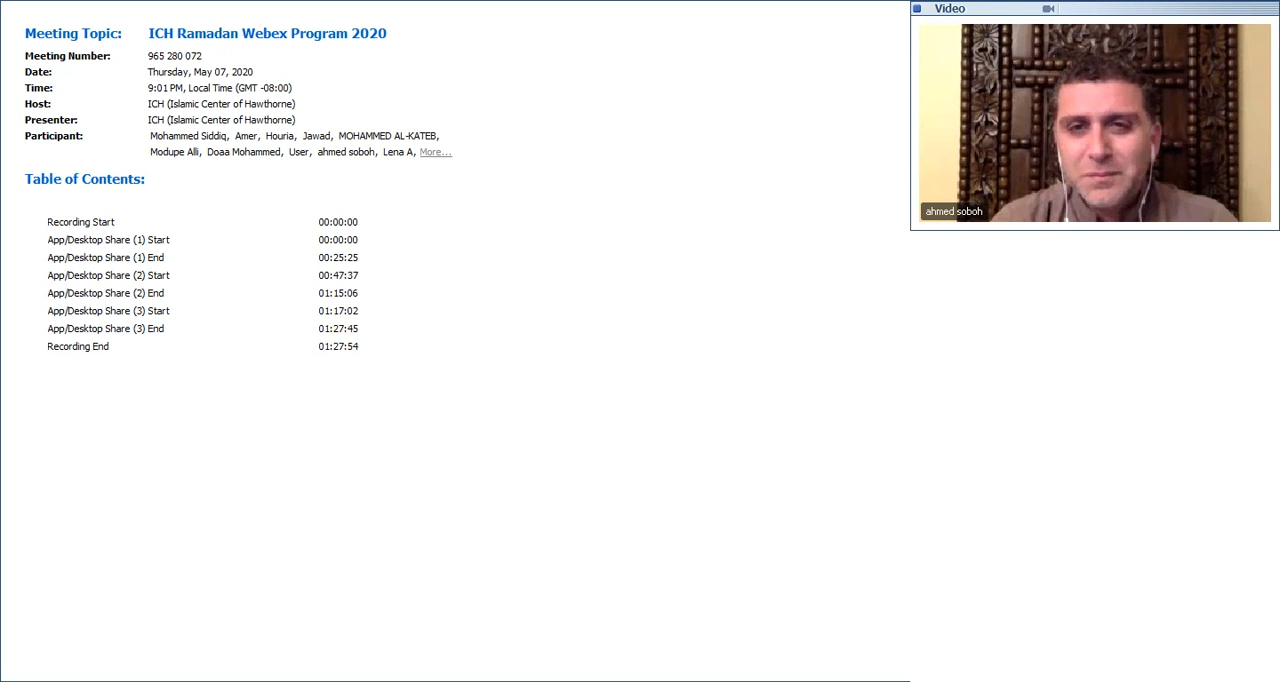 Meeting Topic: ICH Ramadan Webex Program 2020
Meeting Number: 965 280 072
Date: Thursday, May 07, 2020
Time: 9:01 PM, Local Time (GMT -08:00)
Host: ICH (Islamic Center of Hawthorne)
Presenter: ICH (Islamic Center of Hawthorne)
Participant: Mohammed Siddiq, Amer, Houria, Jawad, MOHAMMED AL-KATEB,
Modupe Alli, Doaa Mohammed, User, ahmed soboh, Lena A, More...
Table of Contents:
Recording Start 00:00:00
App/Desktop Share (1) Start 00:00:00
App/Desktop Share (1) End 00:25:25
App/Desktop Share (2) Start 00:47:37
App/Desktop Share (2) End 01:15:06
App/Desktop Share (3) Start 01:17:02
App/Desktop Share (3) End 01:27:45
Recording End 01:27:54
Video
ahmed soboh